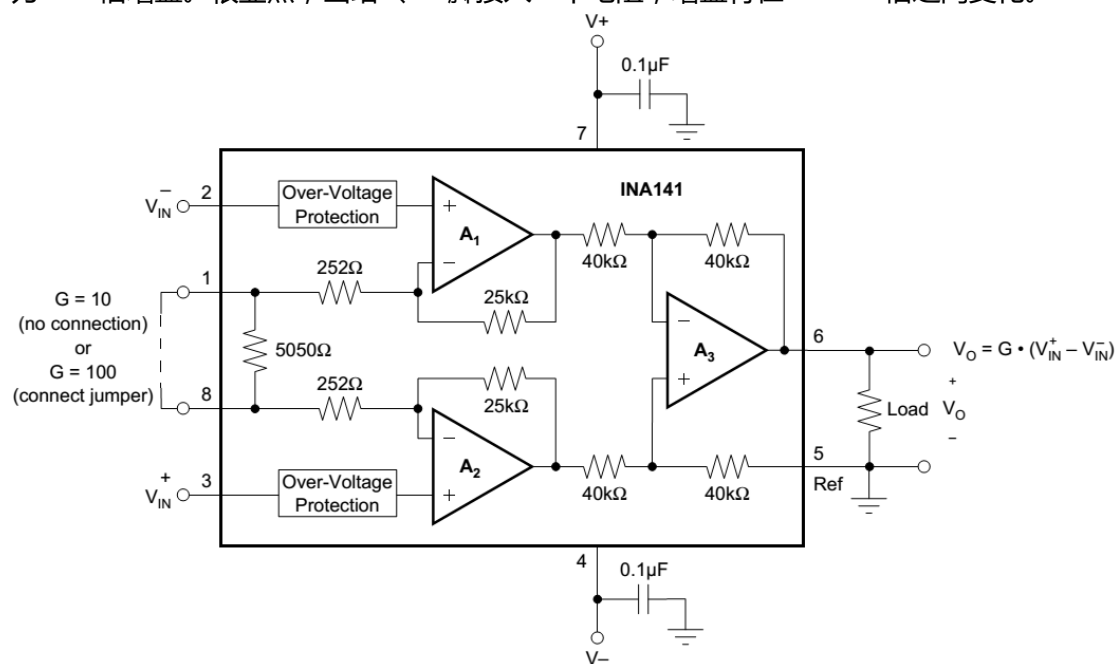 V+
0.1µF
7
INA141
V⁻IN
2
Over-Voltage
Protection
+
A₁
−
40kΩ
40kΩ
1
252Ω
25kΩ
G = 10
(no connection)
or
G = 100
(connect jumper)
5050Ω
−
A₃
+
6
V_O = G • (V⁺IN – V⁻IN)
8
252Ω
25kΩ
Load
+
V_O
−
−
A₂
+
V⁺IN
3
Over-Voltage
Protection
40kΩ
40kΩ
5
Ref
4
0.1µF
V–